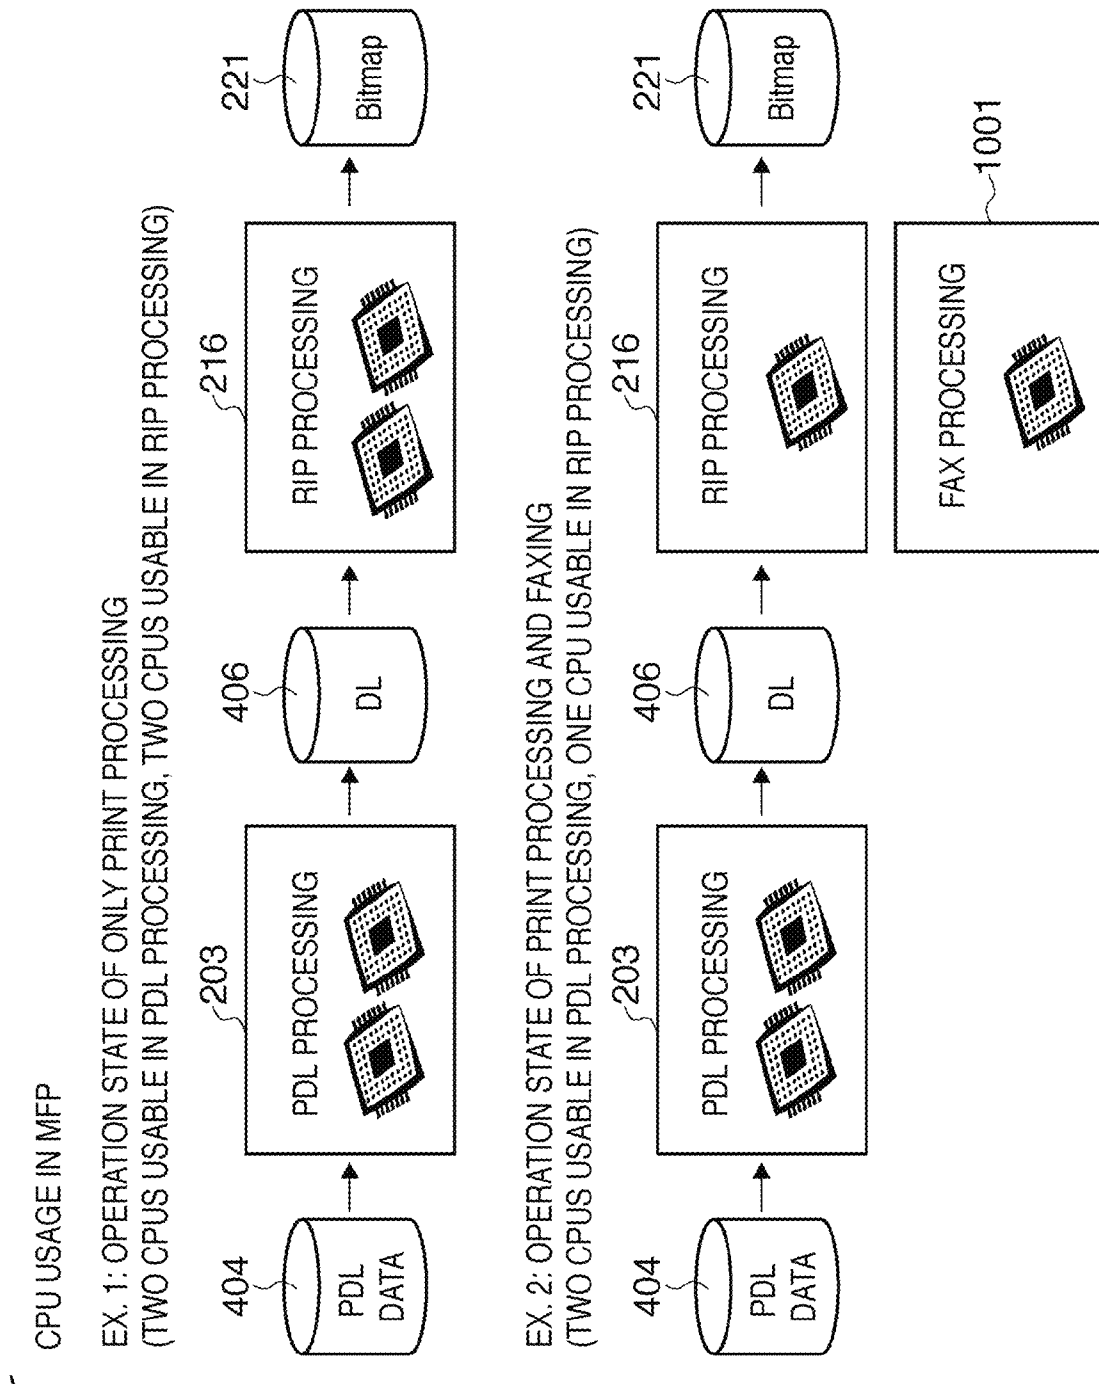 CPU USAGE IN MFP
EX. 1: OPERATION STATE OF ONLY PRINT PROCESSING
(TWO CPUS USABLE IN PDL PROCESSING, TWO CPUS USABLE IN RIP PROCESSING)
404
203
406
216
221
PDL
DATA
PDL PROCESSING
DL
RIP PROCESSING
Bitmap
EX. 2: OPERATION STATE OF PRINT PROCESSING AND FAXING
(TWO CPUS USABLE IN PDL PROCESSING, ONE CPU USABLE IN RIP PROCESSING)
404
203
406
216
221
PDL
DATA
PDL PROCESSING
DL
RIP PROCESSING
Bitmap
1001
FAX PROCESSING